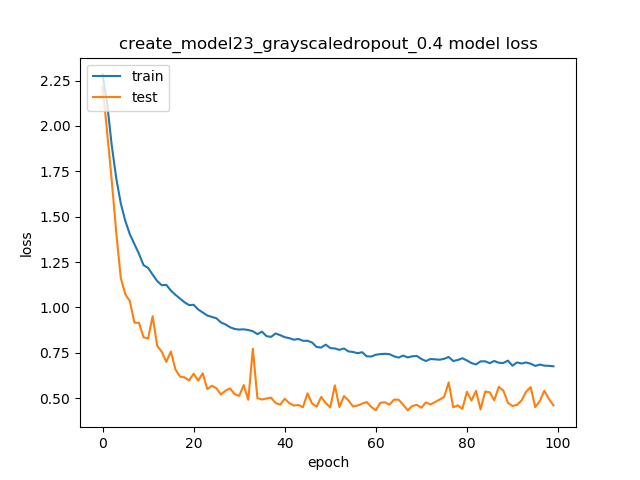 create_model23_grayscaledropout_0.4 model loss
train
test
2.25
2.00
1.75
1.50
1.25
1.00
0.75
0.50
loss
0 20 40 60 80 100
epoch